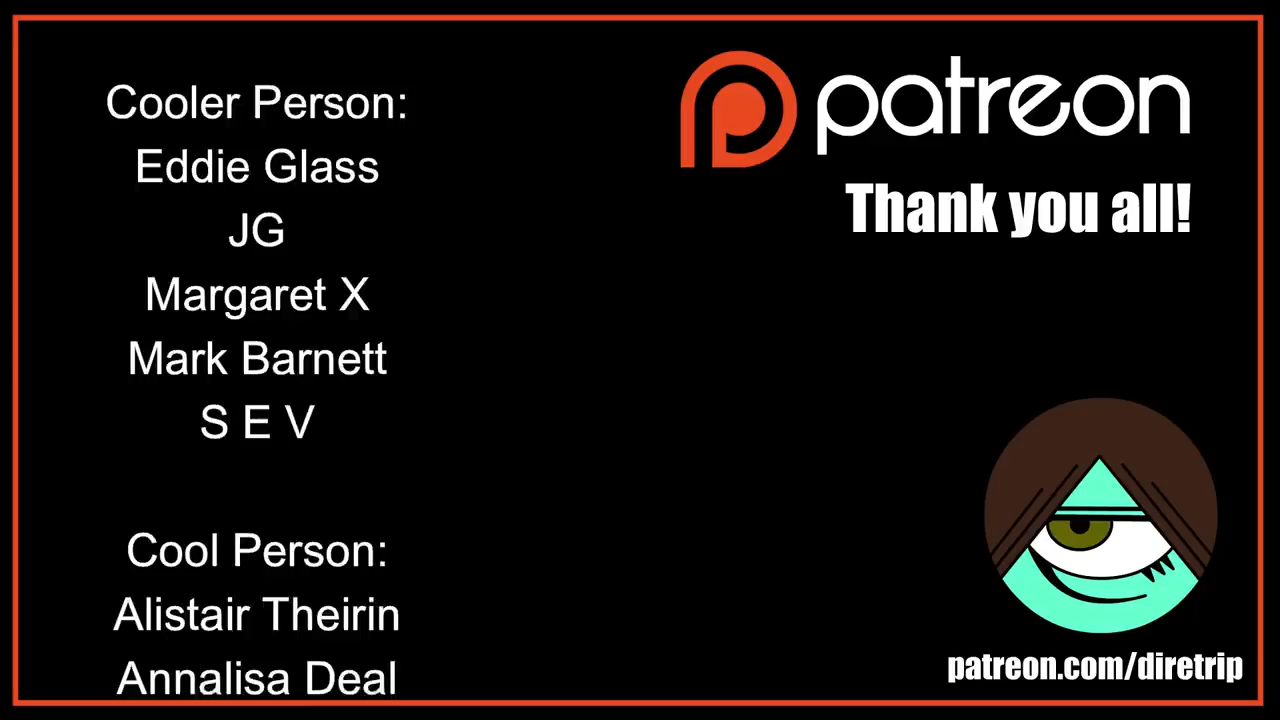 Cooler Person:
Eddie Glass
JG
Margaret X
Mark Barnett
S E V
Cool Person:
Alistair Theirin
Annalisa Deal
patreon
Thank you all!
patreon.com/diretrip